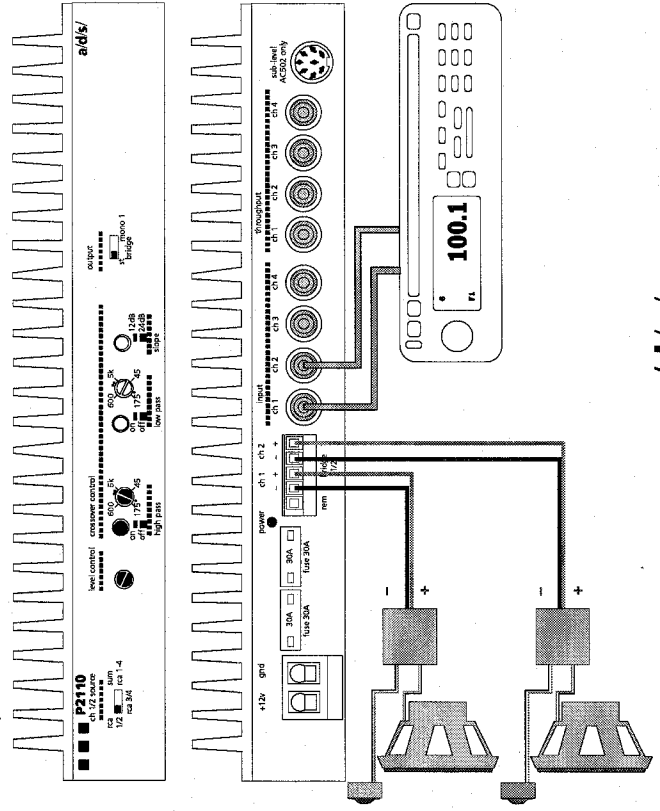 a/d/s/
P2110
ch 1/2 source
rca 1/2
sum
rca 1-4
rca 3/4
level control
crossover control
600
5k
45
175
on
off
high pass
600
5k
45
175
on
off
low pass
12dB
24dB
slope
output
st
mono 1
bridge
+12v
gnd
30A
30A
fuse 30A
fuse 30A
power
rem
ch 1
ch 2
- + - +
bridge
1/2
input
ch 1
ch 2
ch 3
ch 4
throughput
ch 1
ch 2
ch 3
ch 4
sub-level
AC502 only
6
F1
100.1
-
+
-
+